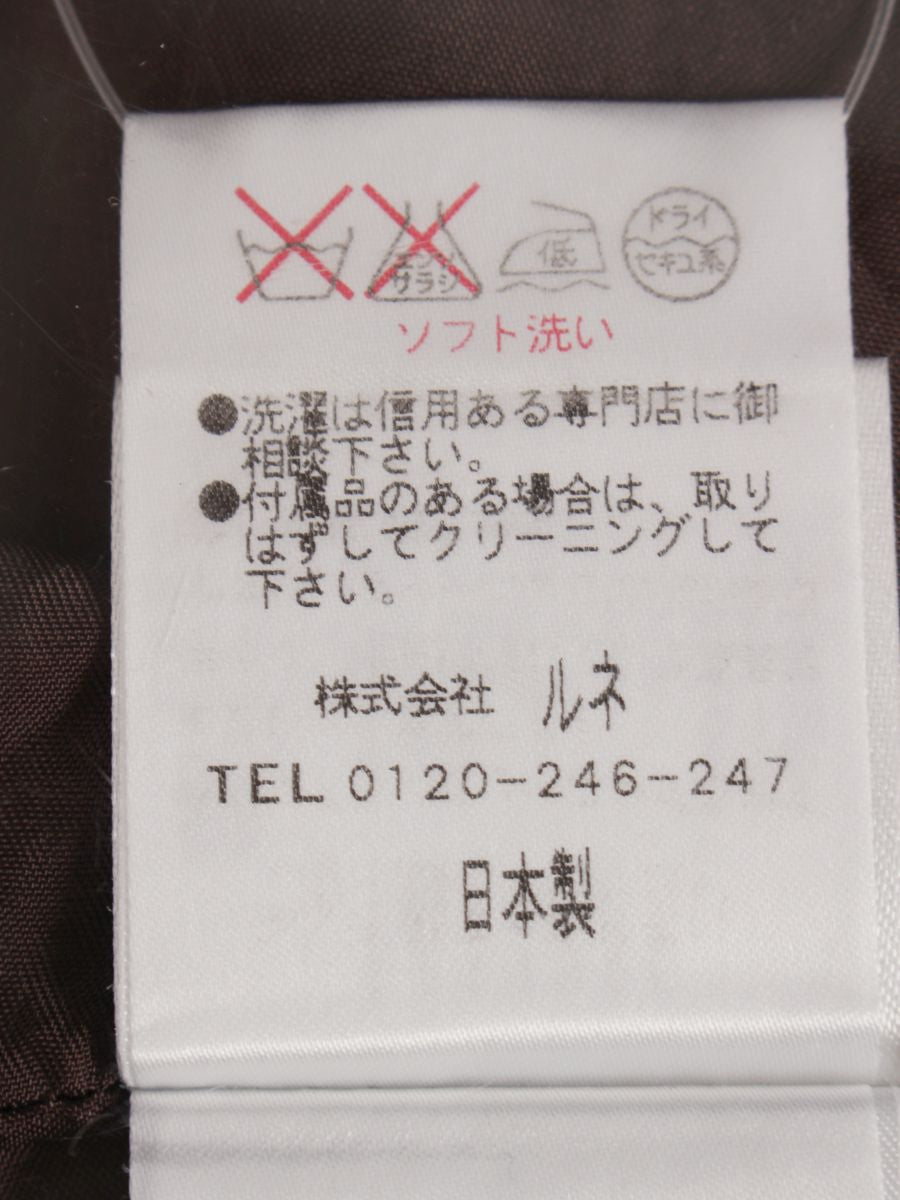 エンソ
サラシ
低
ドライ
セキユ系
ソフト洗い
●洗濯は信用ある専門店に御
相談下さい。
●付属品のある場合は、取り
はずしてクリーニングして
下さい。
株式会社 ルネ
TEL 0120-246-247
日本製